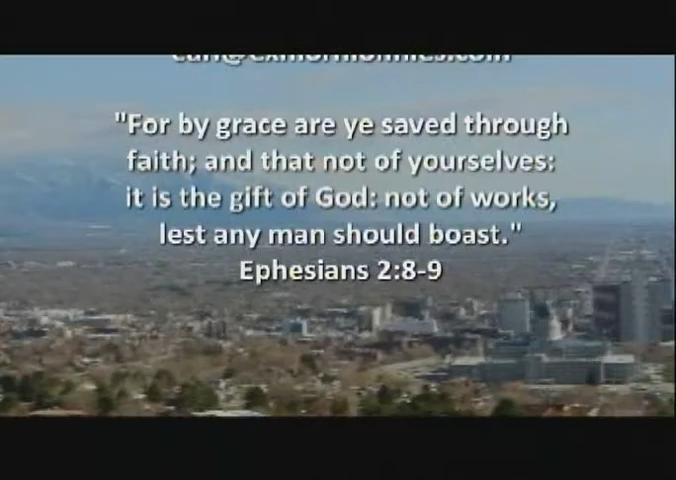 "For by grace are ye saved through
faith; and that not of yourselves:
it is the gift of God: not of works,
lest any man should boast."
Ephesians 2:8-9